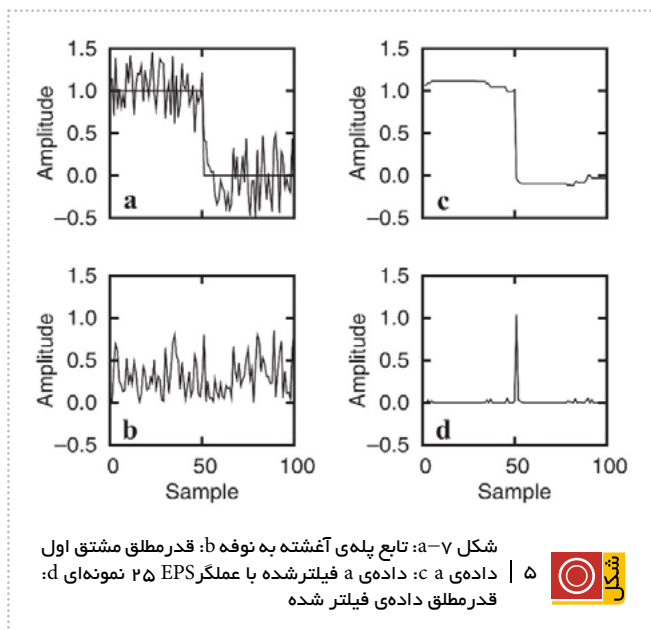 1.5
1.0
0.5
0.0
−0.5
Amplitude
a
1.5
1.0
0.5
0.0
−0.5
Amplitude
c
1.5
1.0
0.5
0.0
−0.5
Amplitude
b
0 50 100
Sample
1.5
1.0
0.5
0.0
−0.5
Amplitude
d
0 50 100
Sample
شکل ۵
شکل ۷–a: تابع پله‌ی آغشته به نوفه b: قدرمطلق مشتق اول
داده‌ی c a: داده‌ی a فیلترشده با عملگر EPS ۲۵ نمونه‌ای d:
قدرمطلق داده‌ی فیلتر شده